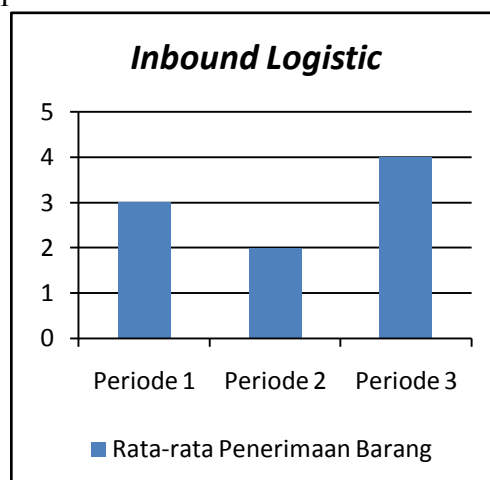 p
Inbound Logistic
5
4
3
2
1
0
Periode 1 Periode 2 Periode 3
Rata-rata Penerimaan Barang